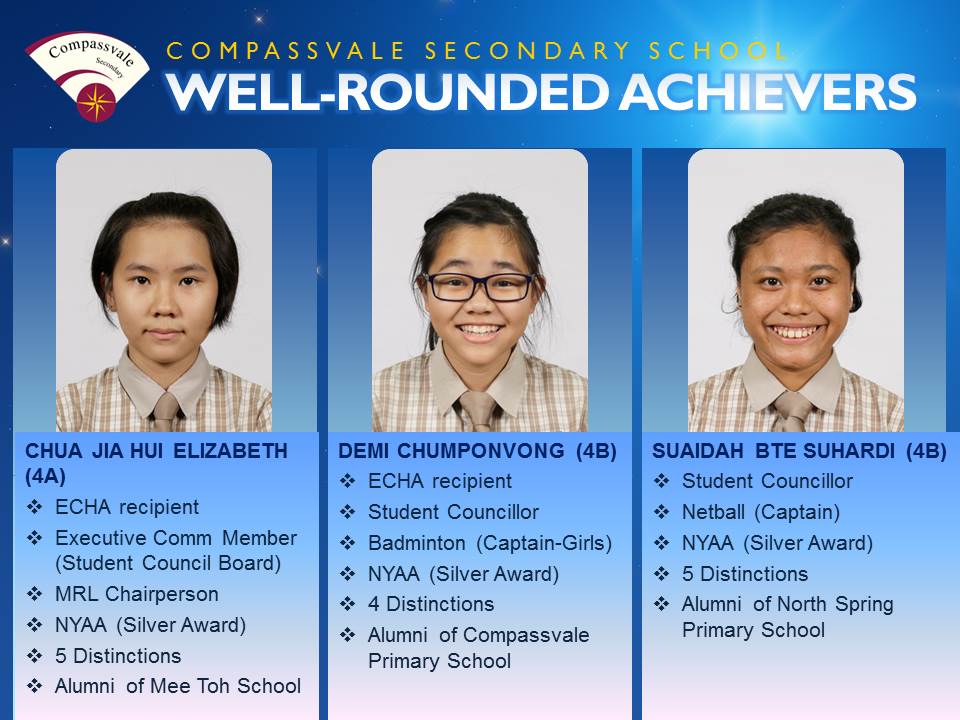 Compassvale
Secondary
COMPASSVALE SECONDARY SCHOOL
WELL-ROUNDED ACHIEVERS
CHUA JIA HUI ELIZABETH
(4A)
❖ ECHA recipient
❖ Executive Comm Member
(Student Council Board)
❖ MRL Chairperson
❖ NYAA (Silver Award)
❖ 5 Distinctions
❖ Alumni of Mee Toh School
DEMI CHUMPONVONG (4B)
❖ ECHA recipient
❖ Student Councillor
❖ Badminton (Captain-Girls)
❖ NYAA (Silver Award)
❖ 4 Distinctions
❖ Alumni of Compassvale
Primary School
SUAIDAH BTE SUHARDI (4B)
❖ Student Councillor
❖ Netball (Captain)
❖ NYAA (Silver Award)
❖ 5 Distinctions
❖ Alumni of North Spring
Primary School